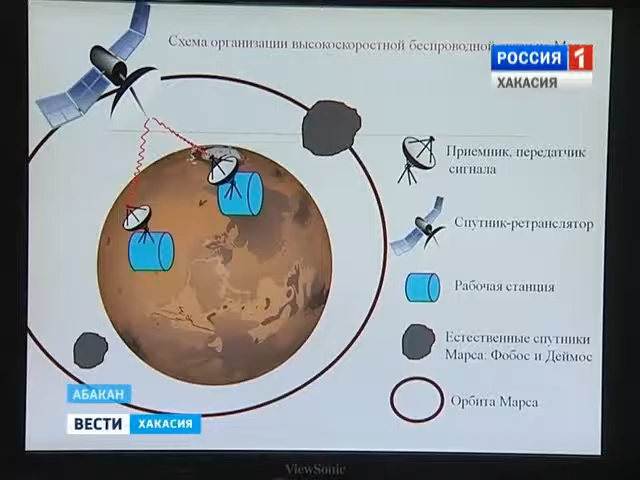 Схема организации высокоскоростной беспроводной
РОССИЯ 1
ХАКАСИЯ
Приемник, передатчик
сигнала
Спутник-ретранслятор
Рабочая станция
Естественные спутники
Марса: Фобос и Деймос
Орбита Марса
АБАКАН
ВЕСТИ ХАКАСИЯ
ViewSonic